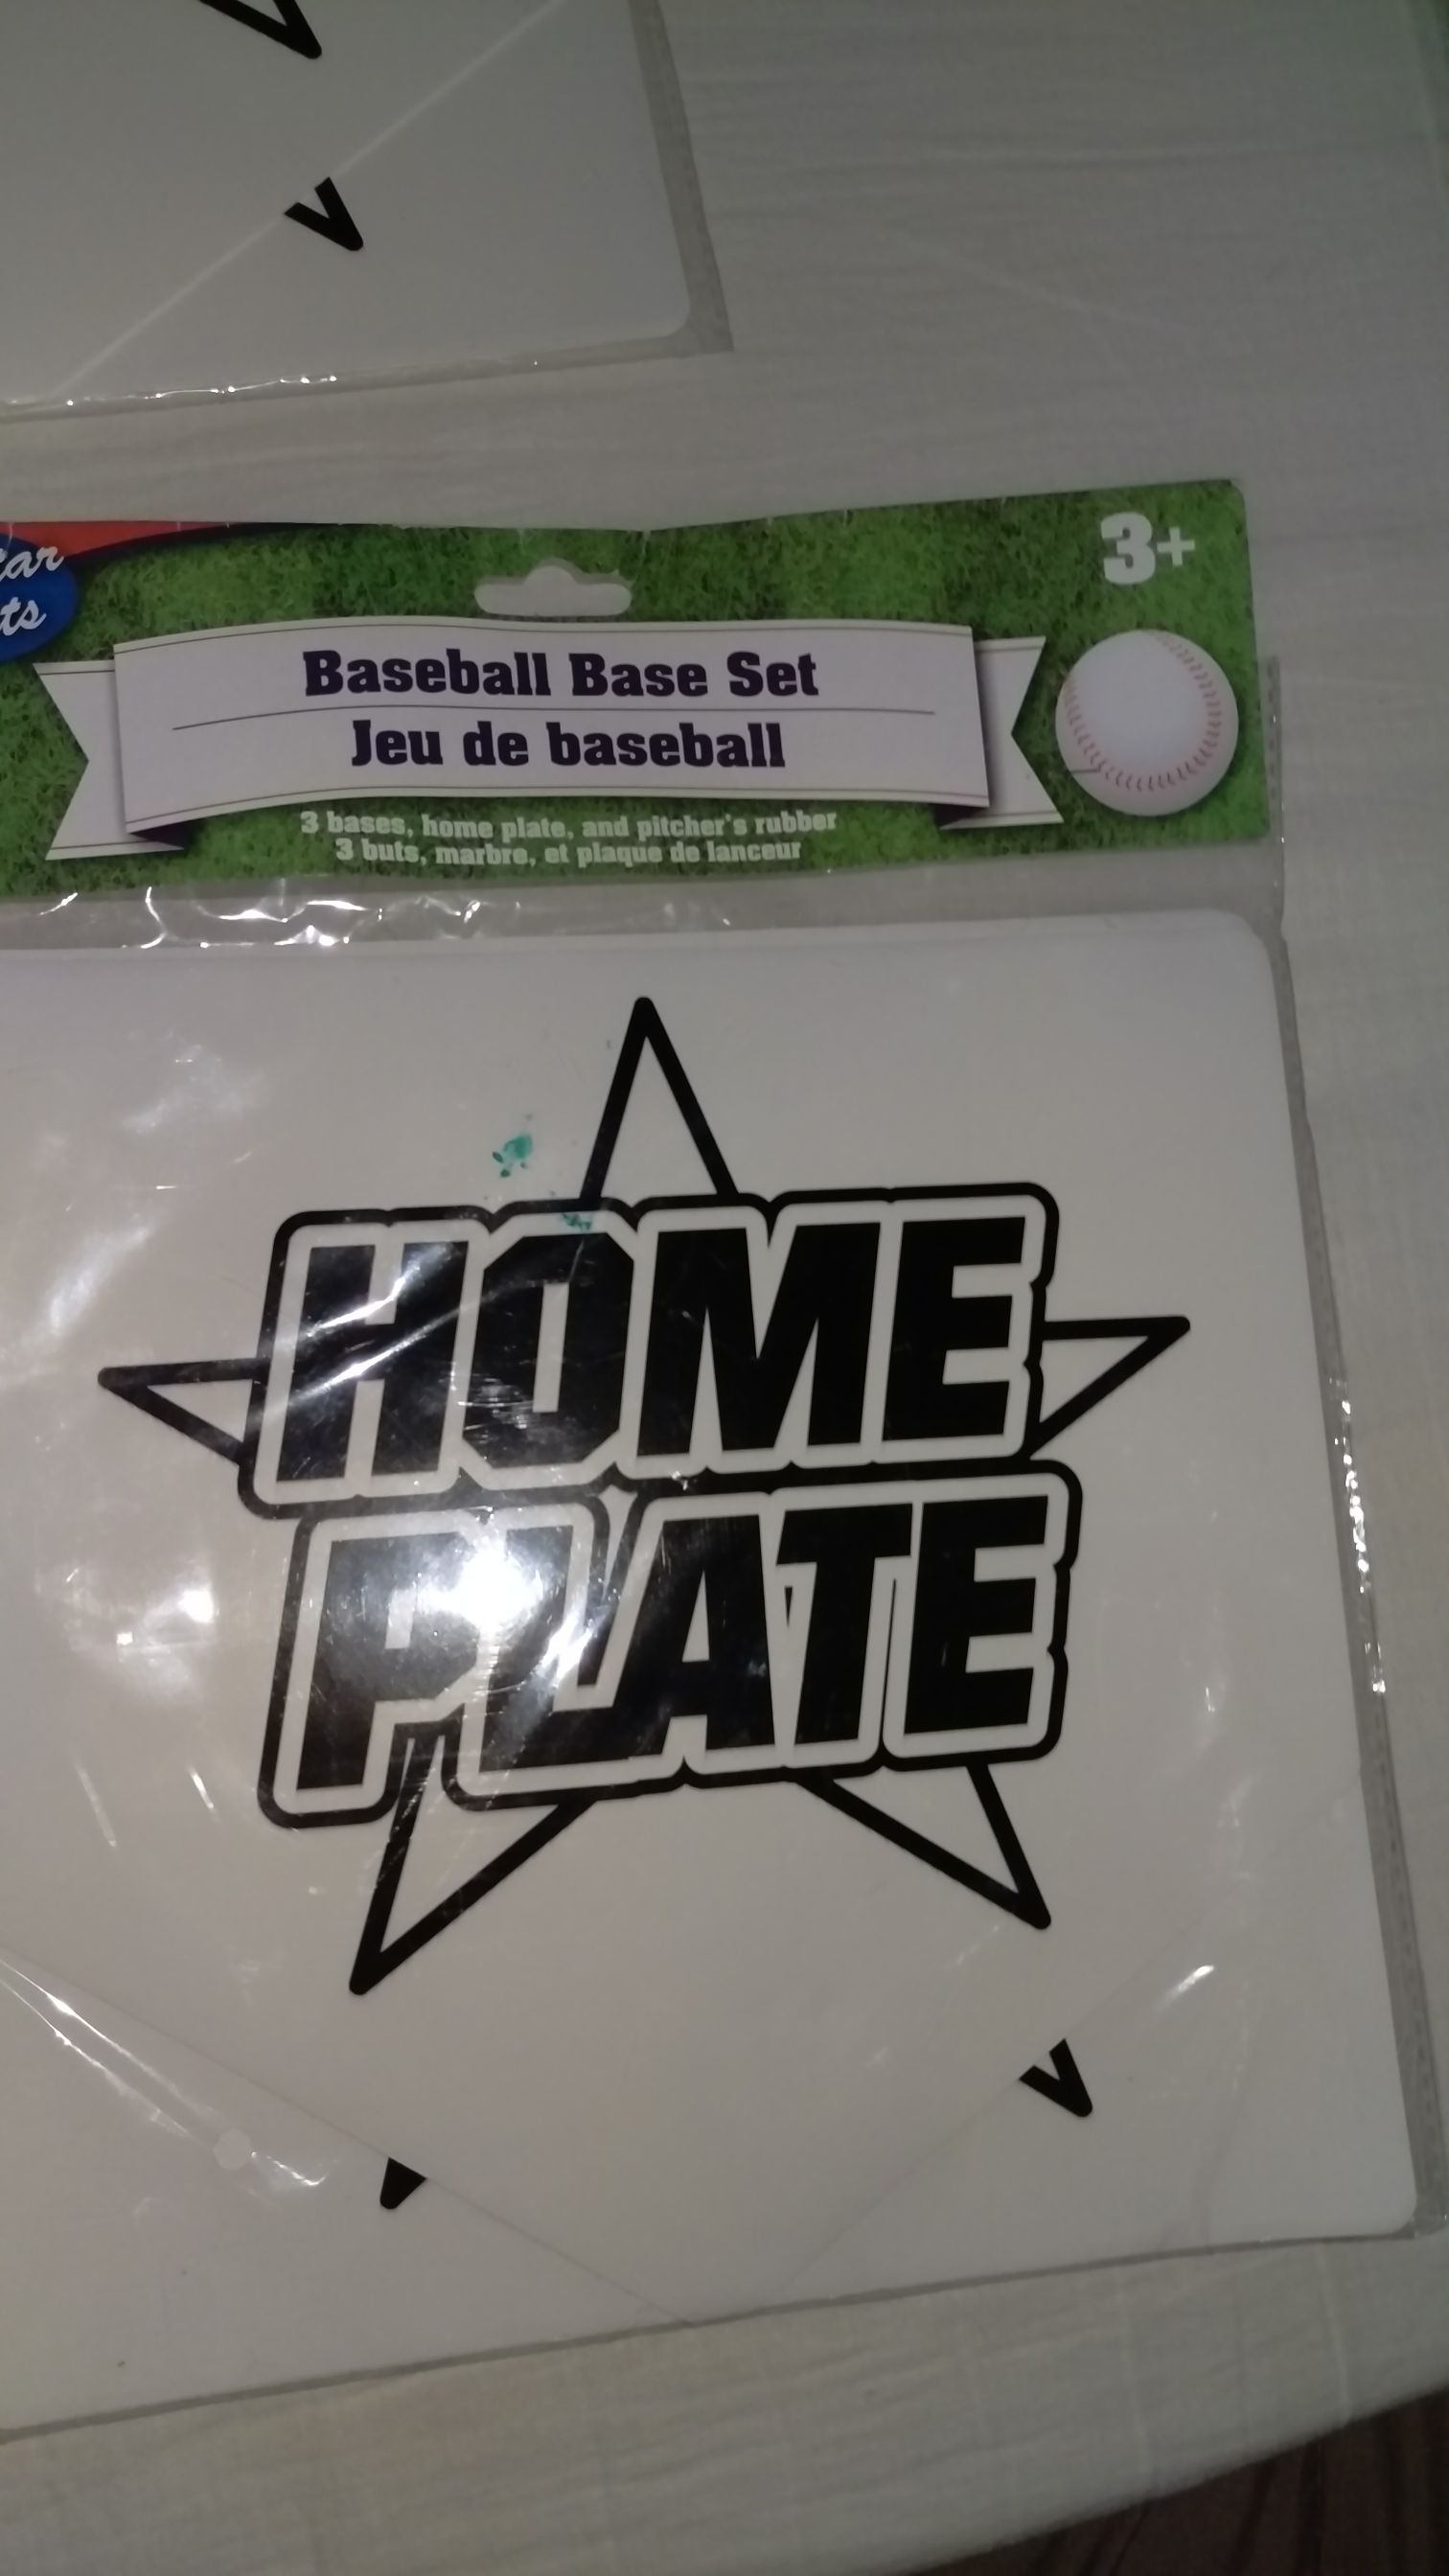 3+
Baseball Base Set
Jeu de baseball
3 bases, home plate, and pitcher's rubber
3 buts, marbre, et plaque de lanceur
HOME
PLATE